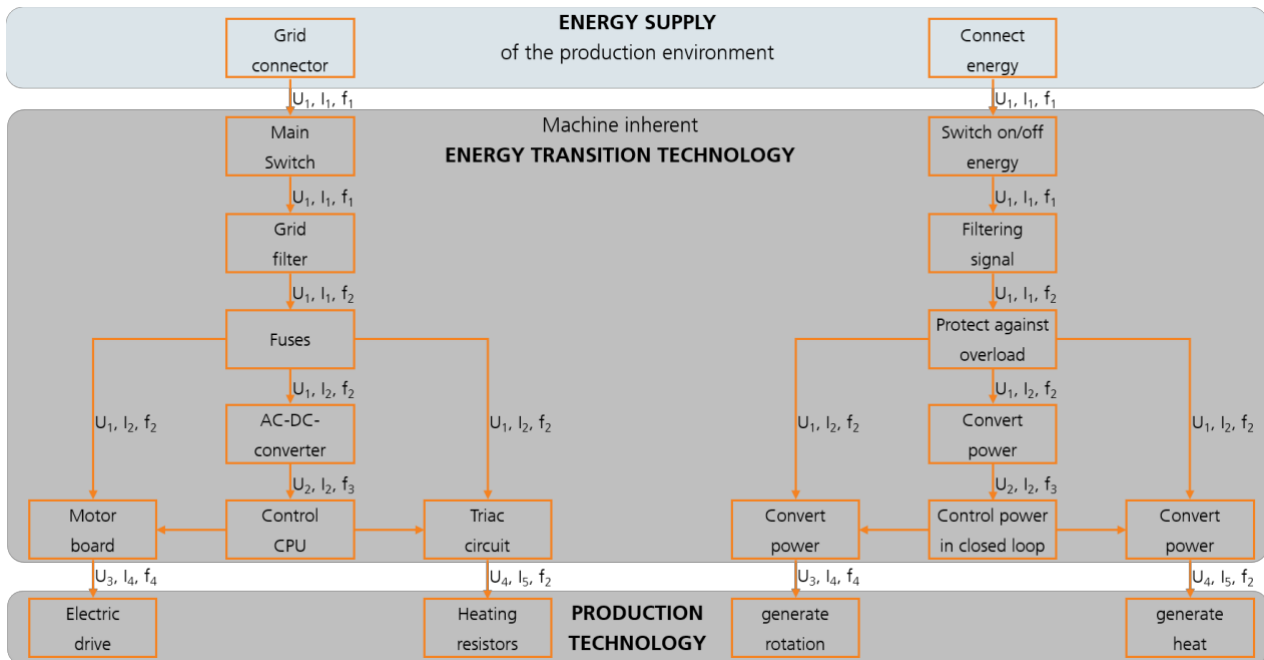 ENERGY SUPPLY
of the production environment
Grid
connector
Connect
energy
U₁, I₁, f₁
U₁, I₁, f₁
Machine inherent
ENERGY TRANSITION TECHNOLOGY
Main
Switch
Switch on/off
energy
U₁, I₁, f₁
U₁, I₁, f₁
Grid
filter
Filtering
signal
U₁, I₁, f₂
U₁, I₁, f₂
Fuses
Protect against
overload
U₁, I₂, f₂
U₁, I₂, f₂
U₁, I₂, f₂
U₁, I₂, f₂
U₁, I₂, f₂
U₁, I₂, f₂
AC-DC-
converter
Convert
power
U₂, I₂, f₃
U₂, I₂, f₃
Motor
board
Control
CPU
Triac
circuit
Convert
power
Control power
in closed loop
Convert
power
U₃, I₄, f₄
U₄, I₅, f₂
U₃, I₄, f₄
U₄, I₅, f₂
Electric
drive
Heating
resistors
PRODUCTION
TECHNOLOGY
generate
rotation
generate
heat